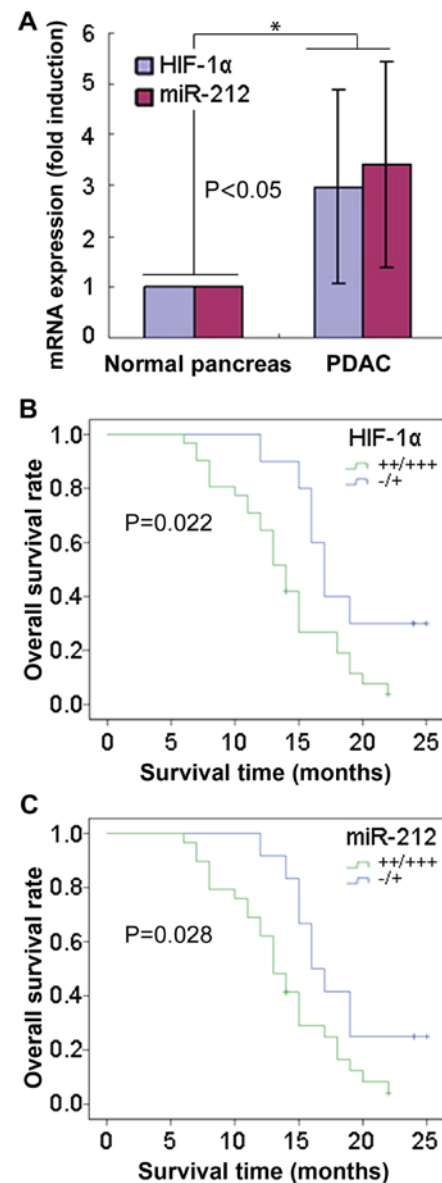 A
*
HIF-1α
miR-212
P<0.05
mRNA expression (fold induction)
6
5
4
3
2
1
0
Normal pancreas PDAC
B
HIF-1α
++/+++
-/+
P=0.022
Overall survival rate
1.0
0.8
0.6
0.4
0.2
0.0
0 5 10 15 20 25
Survival time (months)
C
miR-212
++/+++
-/+
P=0.028
Overall survival rate
1.0
0.8
0.6
0.4
0.2
0.0
0 5 10 15 20 25
Survival time (months)